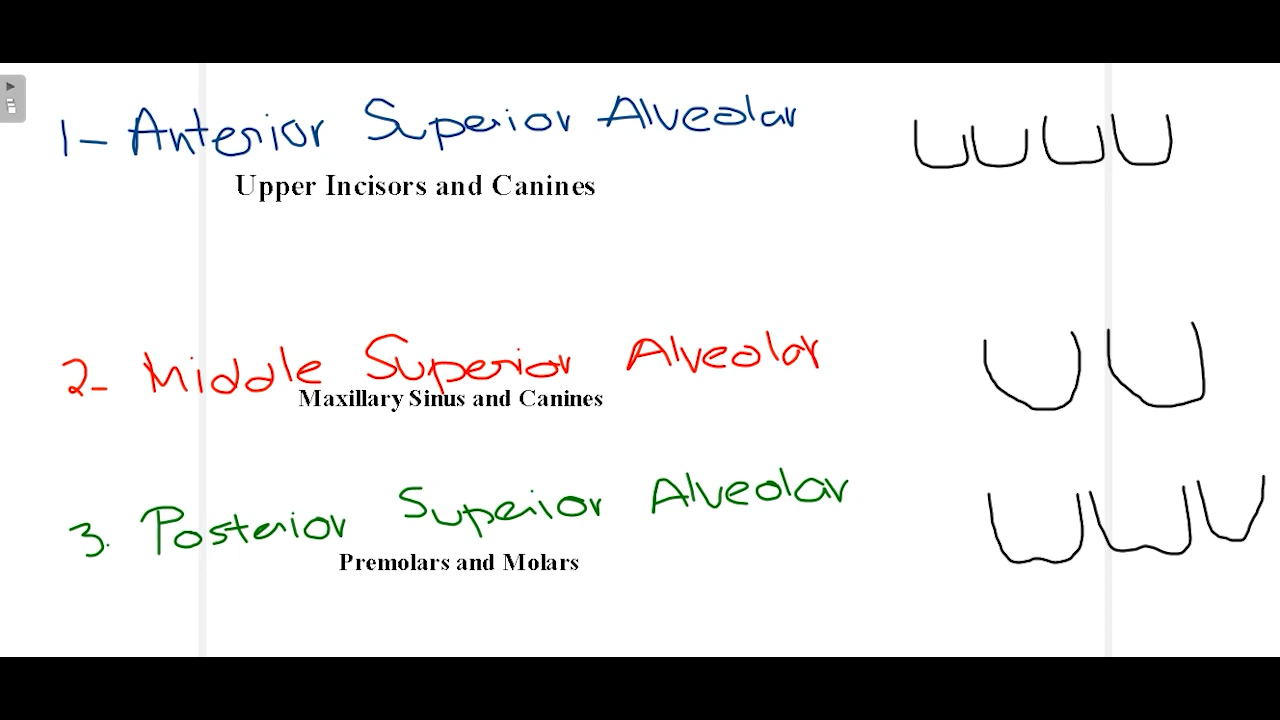 1- Anterior Superior Alveolar
Upper Incisors and Canines
2- Middle Superior Alveolar
Maxillary Sinus and Canines
3. Posterior Superior Alveolar
Premolars and Molars